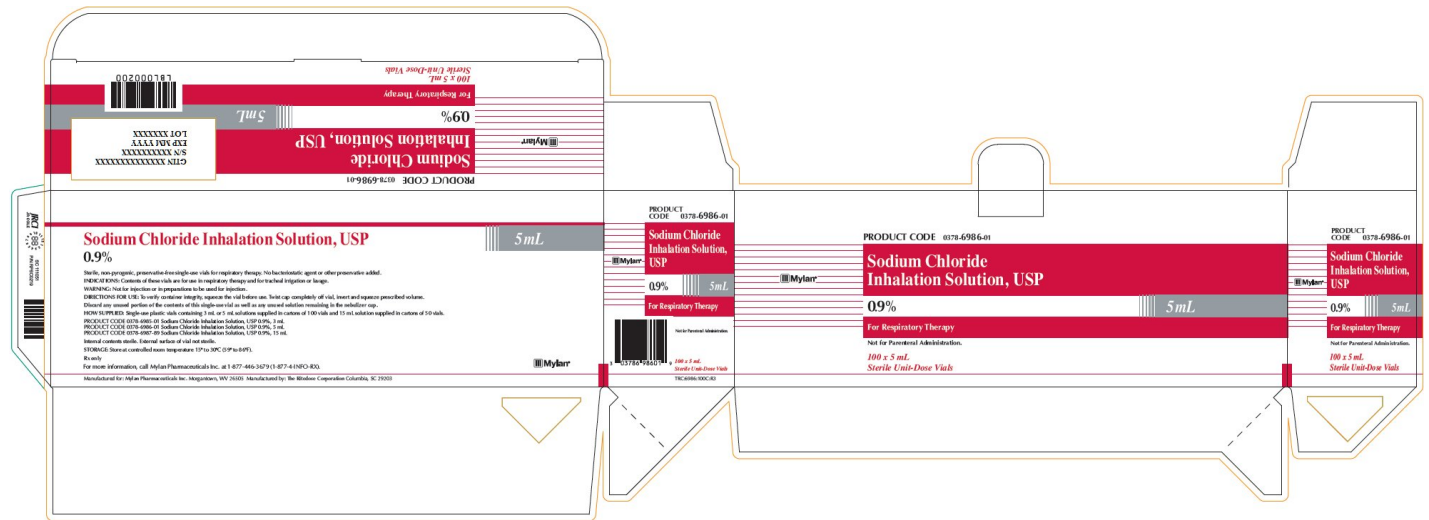 LBL0000200
100 x 5 mL
Sterile Unit-Dose Vials
For Respiratory Therapy
0.9%
5mL
Sodium Chloride
Inhalation Solution, USP
Mylan®
PRODUCT CODE 0378-6986-01
GTIN XXXXXXXXXXXXXX
S/N XXXXXXXXXX
EXP MM YYYY
LOT XXXXXXX
Sodium Chloride Inhalation Solution, USP
0.9%
5mL
Sterile, non-pyrogenic, preservative-free single-use vials for respiratory therapy. No bacteriostatic agent or other preservative added.
INDICATIONS: Contents of these vials are for use in respiratory therapy and for tracheal irrigation or lavage.
WARNING: Not for injection or in preparations to be used for injection.
DIRECTIONS FOR USE: To verify container integrity, squeeze the vial before use. Twist cap completely off vial, invert and squeeze prescribed volume.
Discard any unused portion of the contents of this single-use vial as well as any unused solution remaining in the nebulizer cup.
HOW SUPPLIED: Single-use plastic vials containing 3 mL or 5 mL solutions supplied in cartons of 100 vials and 15 mL solution supplied in cartons of 50 vials.
PRODUCT CODE 0378-6985-01 Sodium Chloride Inhalation Solution, USP 0.9%, 3 mL
PRODUCT CODE 0378-6986-01 Sodium Chloride Inhalation Solution, USP 0.9%, 5 mL
PRODUCT CODE 0378-6987-89 Sodium Chloride Inhalation Solution, USP 0.9%, 15 mL
Internal contents sterile. External surface of vial not sterile.
STORAGE: Store at controlled room temperature 15° to 30°C (59° to 86°F).
Rx only
For more information, call Mylan Pharmaceuticals Inc. at 1-877-446-3679 (1-877-4-INFO-RX).
Mylan®
Manufactured for: Mylan Pharmaceuticals Inc. Morgantown, WV 26505 Manufactured by: The Ritedose Corporation Columbia, SC 29203
PRODUCT
CODE 0378-6986-01
Sodium Chloride
Inhalation Solution,
USP
Mylan®
0.9%
5mL
For Respiratory Therapy
Not for Parenteral Administration.
03786 98601
100 x 5 mL
Sterile Unit-Dose Vials
TRC:6986:100C:R3
PRODUCT CODE 0378-6986-01
Sodium Chloride
Inhalation Solution, USP
Mylan®
0.9%
5mL
For Respiratory Therapy
Not for Parenteral Administration.
100 x 5 mL
Sterile Unit-Dose Vials
PRODUCT
CODE 0378-6986-01
Sodium Chloride
Inhalation Solution,
USP
Mylan®
0.9%
5mL
For Respiratory Therapy
Not for Parenteral Administration.
100 x 5 mL
Sterile Unit-Dose Vials